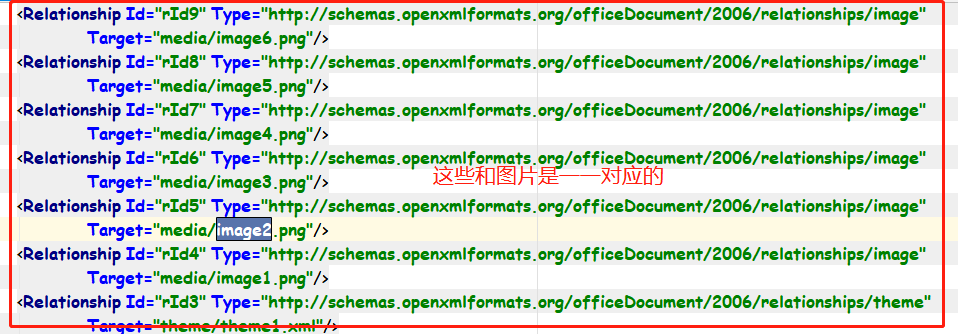 <Relationship Id="rId9" Type="http://schemas.openxmlformats.org/officeDocument/2006/relationships/image"
Target="media/image6.png"/>
<Relationship Id="rId8" Type="http://schemas.openxmlformats.org/officeDocument/2006/relationships/image"
Target="media/image5.png"/>
<Relationship Id="rId7" Type="http://schemas.openxmlformats.org/officeDocument/2006/relationships/image"
Target="media/image4.png"/>
<Relationship Id="rId6" Type="http://schemas.openxmlformats.org/officeDocument/2006/relationships/image"
Target="media/image3.png"/>
这些和图片是一一对应的
<Relationship Id="rId5" Type="http://schemas.openxmlformats.org/officeDocument/2006/relationships/image"
Target="media/image2.png"/>
<Relationship Id="rId4" Type="http://schemas.openxmlformats.org/officeDocument/2006/relationships/image"
Target="media/image1.png"/>
<Relationship Id="rId3" Type="http://schemas.openxmlformats.org/officeDocument/2006/relationships/theme"
Target="theme/theme1.xml"/>